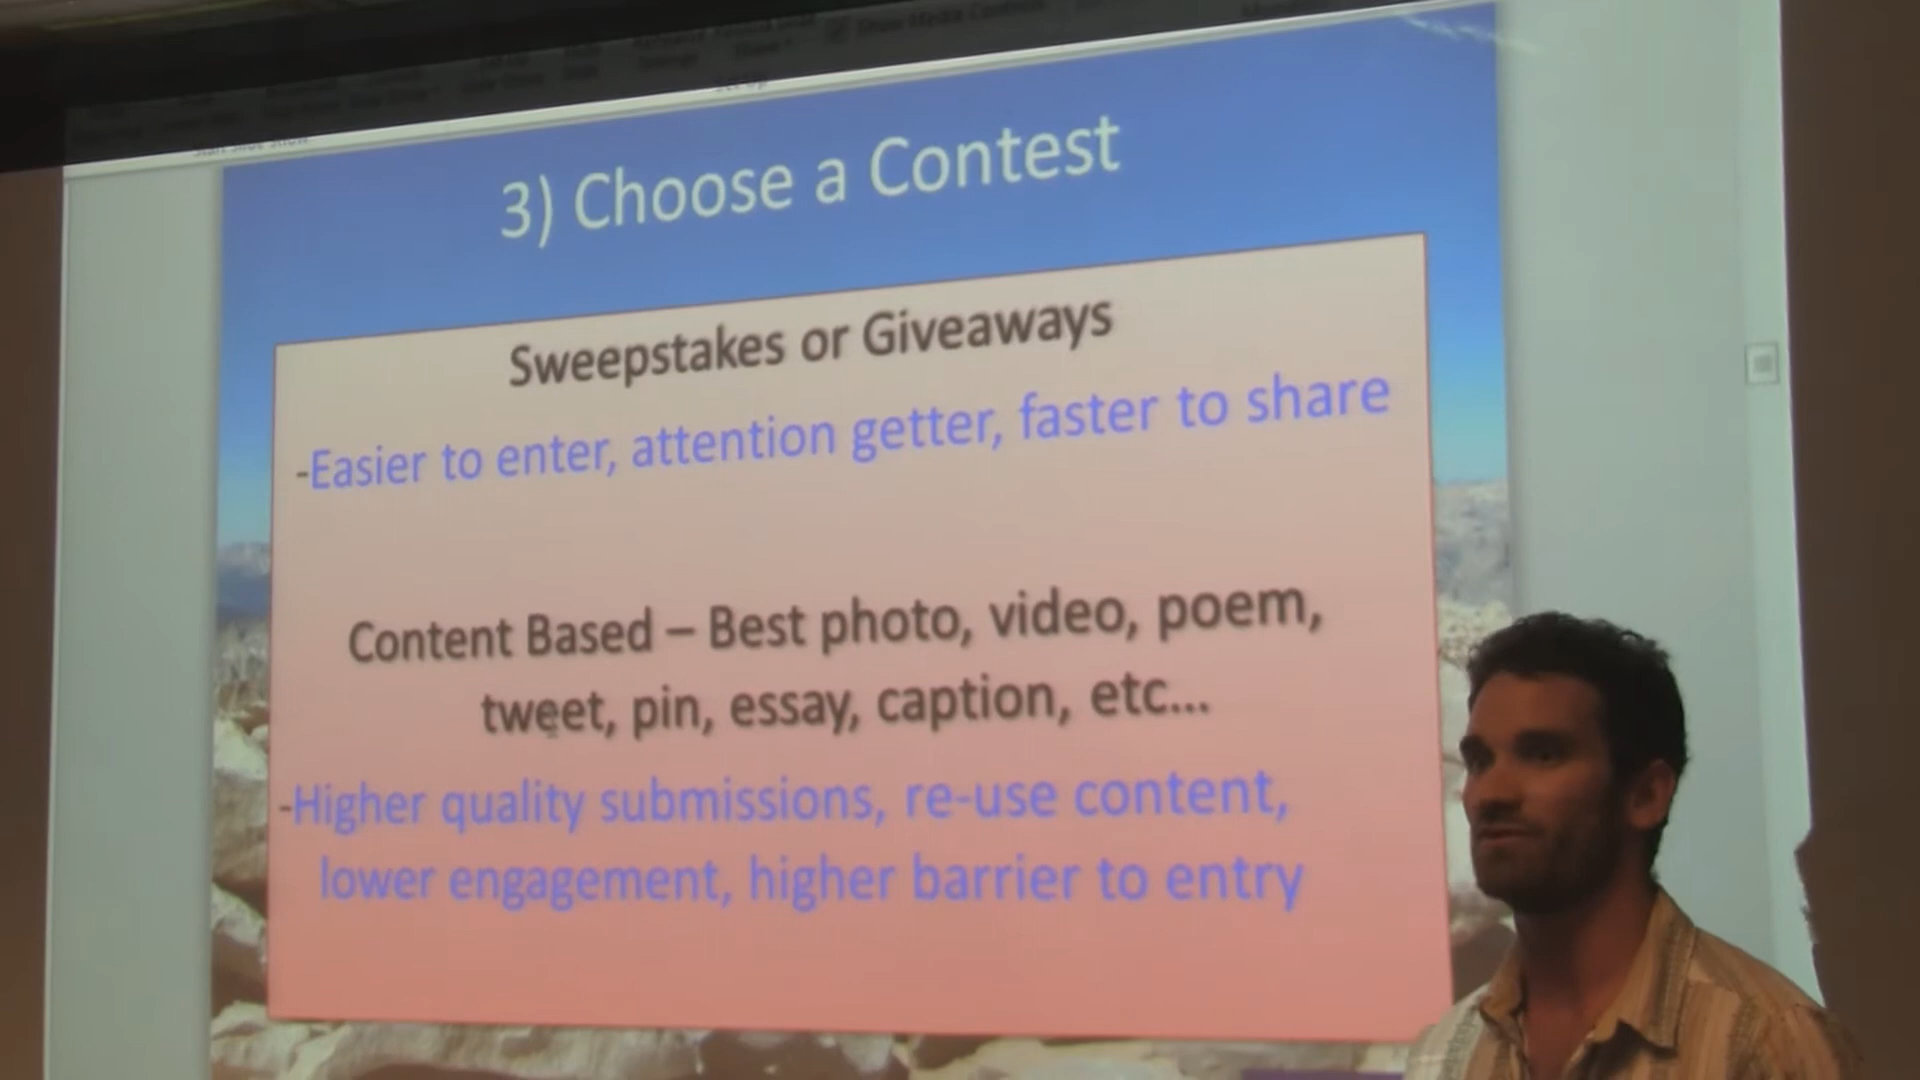 3) Choose a Contest
Sweepstakes or Giveaways
-Easier to enter, attention getter, faster to share
Content Based – Best photo, video, poem,
tweet, pin, essay, caption, etc...
-Higher quality submissions, re-use content,
lower engagement, higher barrier to entry